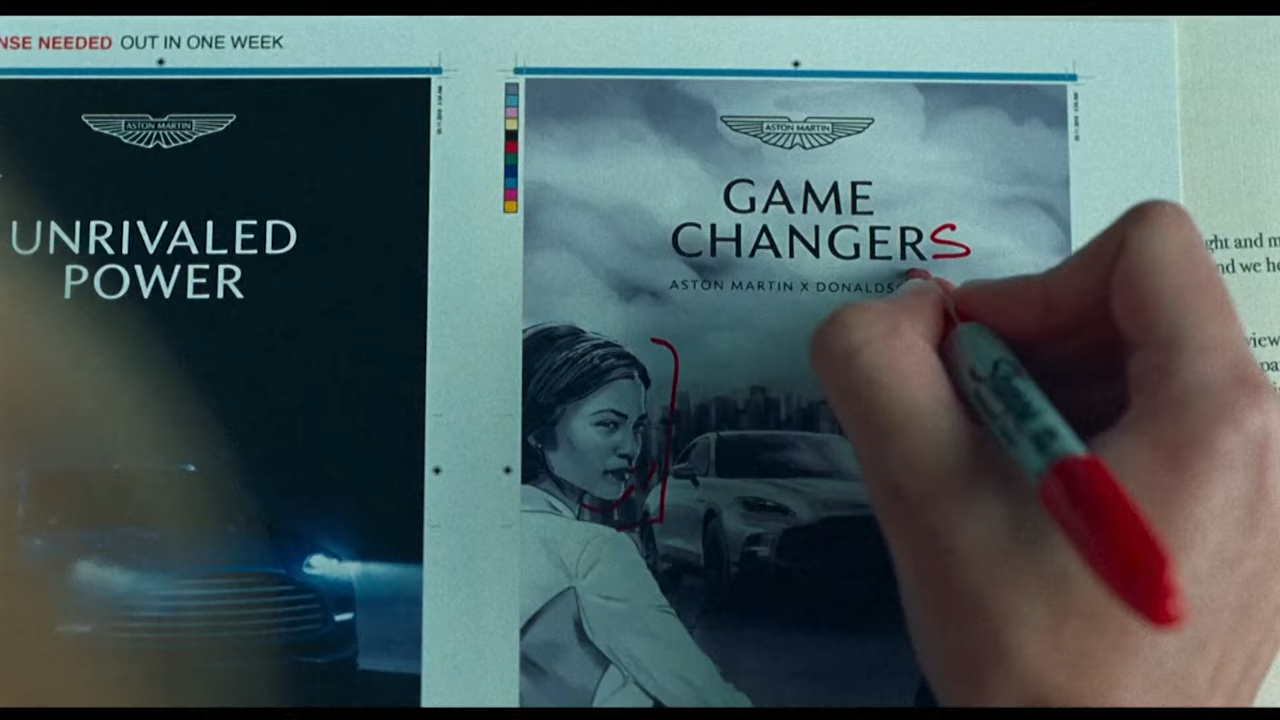 NSE NEEDED OUT IN ONE WEEK
ASTON MARTIN
UNRIVALED
POWER
ASTON MARTIN
GAME
CHANGERS
ASTON MARTIN X DONALDS
ght and m
nd we he
view
pa